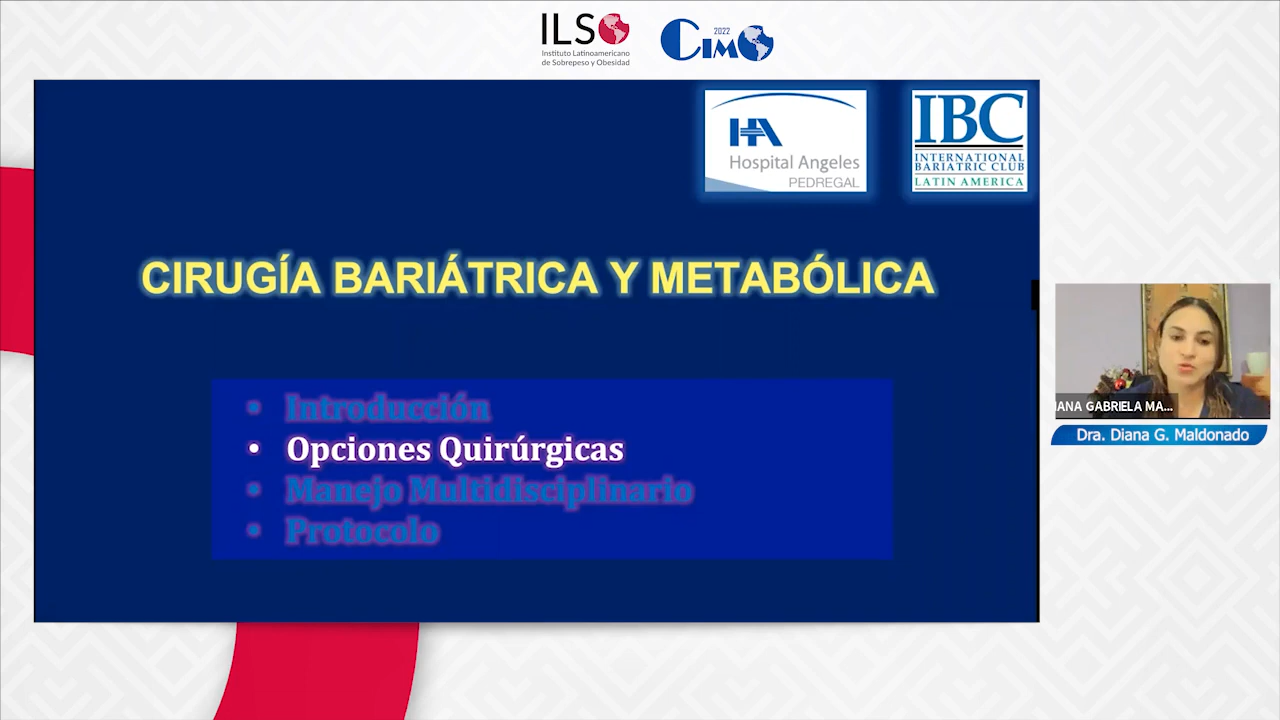 ILSO
Instituto Latinoamericano
de Sobrepeso y Obesidad
2022
CIMO
HA
Hospital Angeles
PEDREGAL
IBC
INTERNATIONAL
BARIATRIC CLUB
LATIN AMERICA
CIRUGÍA BARIÁTRICA Y METABÓLICA
• Introducción
• Opciones Quirúrgicas
• Manejo Multidisciplinario
• Protocolo
IANA GABRIELA MA...
Dra. Diana G. Maldonado